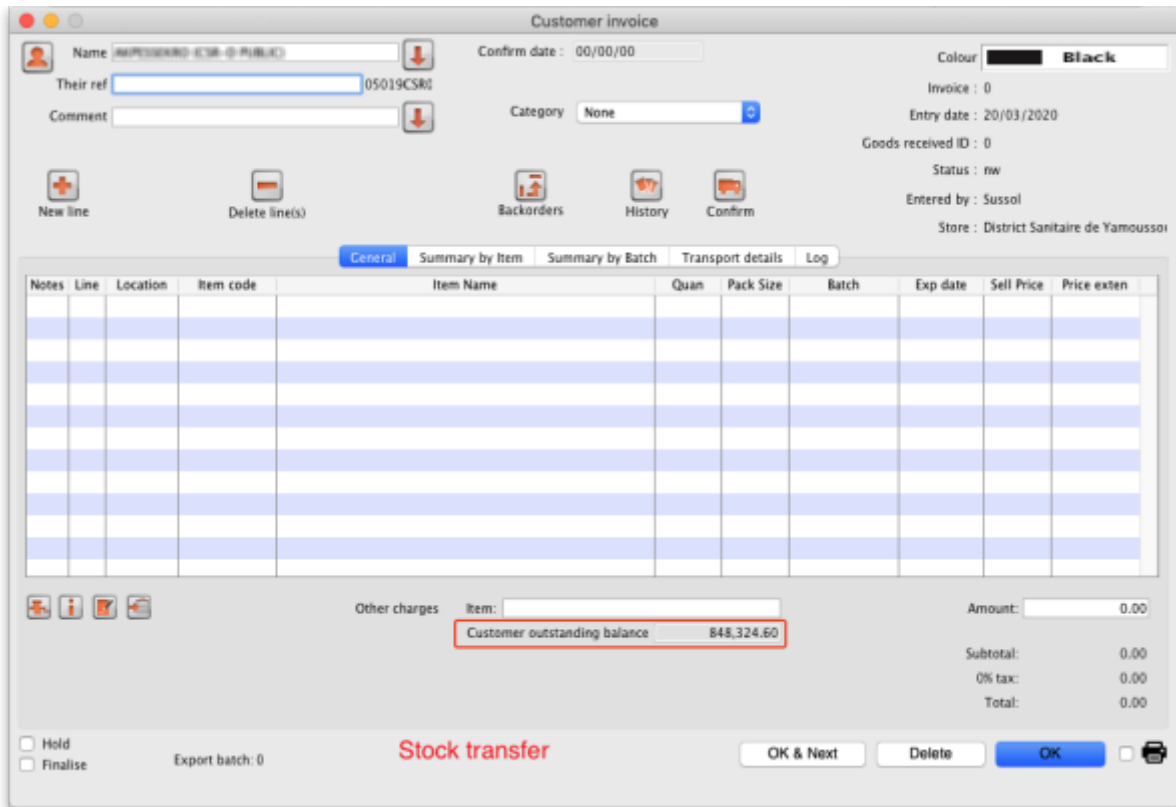 Customer invoice
Name
Confirm date : 00/00/00
Colour Black
Their ref 05019CSR
Invoice : 0
Comment
Category None
Entry date : 20/03/2020
Goods received ID : 0
Status : nw
New line Delete line(s) Backorders History Confirm
Entered by : Sussol
Store : District Sanitaire de Yamousso
General Summary by Item Summary by Batch Transport details Log
Notes Line Location Item code Item Name Quan Pack Size Batch Exp date Sell Price Price exten
Other charges Item: Amount: 0.00
Customer outstanding balance 848,324.60
Subtotal: 0.00
0% tax: 0.00
Total: 0.00
Hold
Finalise
Export batch: 0
Stock transfer
OK & Next Delete OK